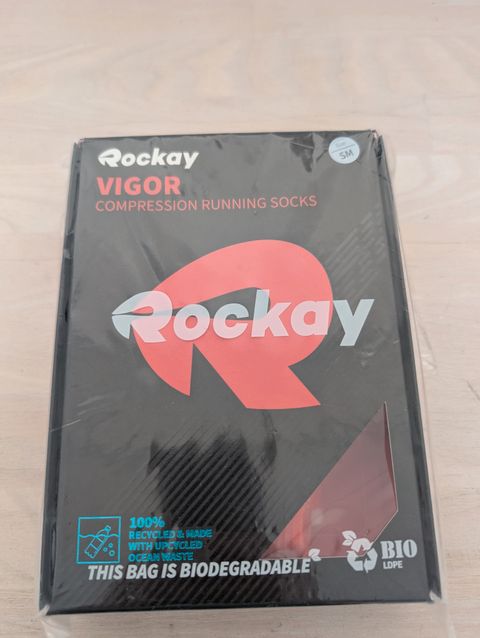 Rockay
SM
VIGOR
COMPRESSION RUNNING SOCKS
Rockay
100%
RECYCLED & MADE
WITH UPCYCLED
OCEAN WASTE
THIS BAG IS BIODEGRADABLE
BIO
LDPE